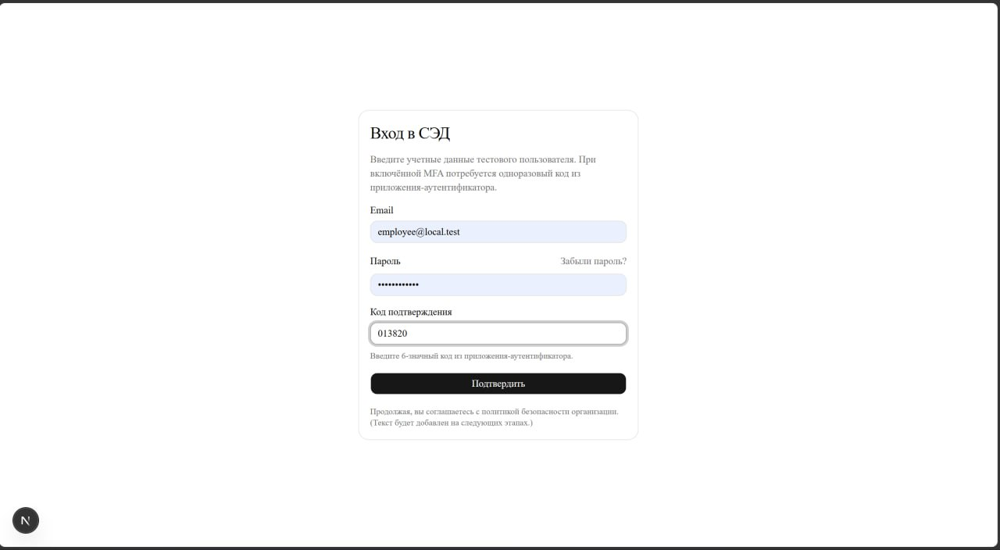 Вход в СЭД
Введите учетные данные тестового пользователя. При
включённой MFA потребуется одноразовый код из
приложения-аутентификатора.
Email
employee@local.test
Пароль Забыли пароль?
••••••••••••
Код подтверждения
013820
Введите 6-значный код из приложения-аутентификатора.
Подтвердить
Продолжая, вы соглашаетесь с политикой безопасности организации.
(Текст будет добавлен на следующих этапах.)
N